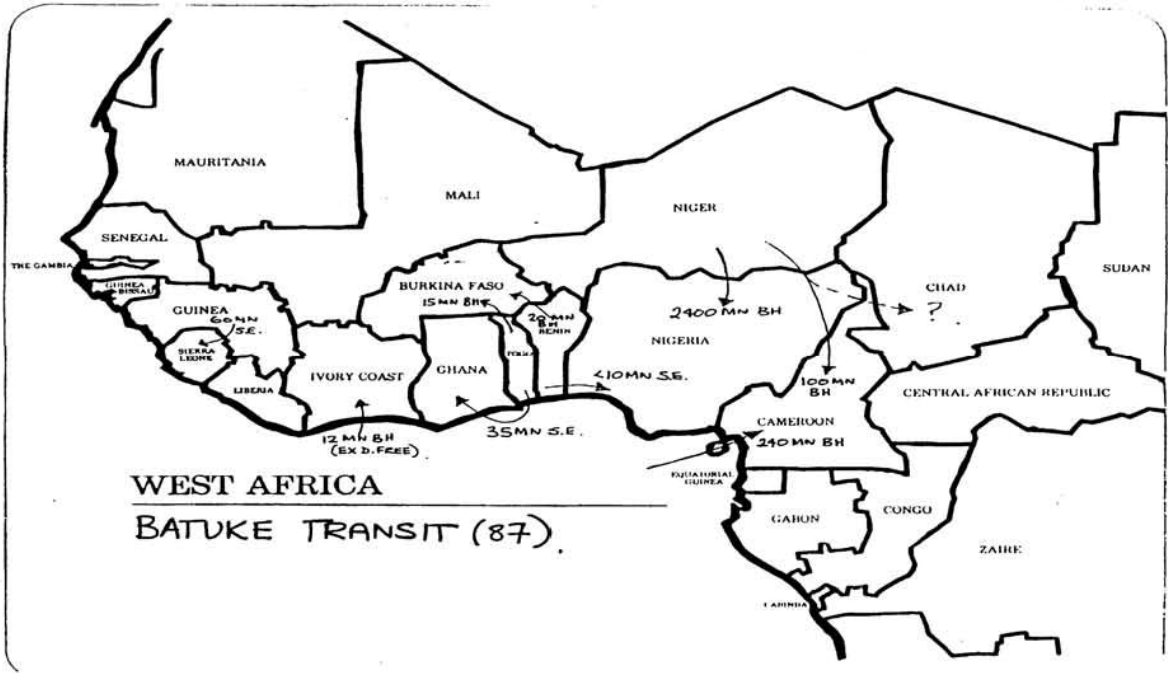 MAURITANIA
MALI
NIGER
SENEGAL
THE GAMBIA
SUDAN
CHAD
GUINEA
BISSAU
BURKINA FASO
15 MN BH
GUINEA
60 MN
S.E.
20 MN
BH
BENIN
2400 MN BH
?
NIGERIA
SIERRA
LEONE
LIBERIA
IVORY COAST
GHANA
<10 MN S.E.
100 MN
BH
CENTRAL AFRICAN REPUBLIC
CAMEROON
240 MN BH
12 MN BH
(EX D.FREE)
35 MN S.E.
EQUATORIAL
GUINEA
WEST AFRICA
BATUKE TRANSIT (87).
GABON
CONGO
ZAIRE
CABINDA